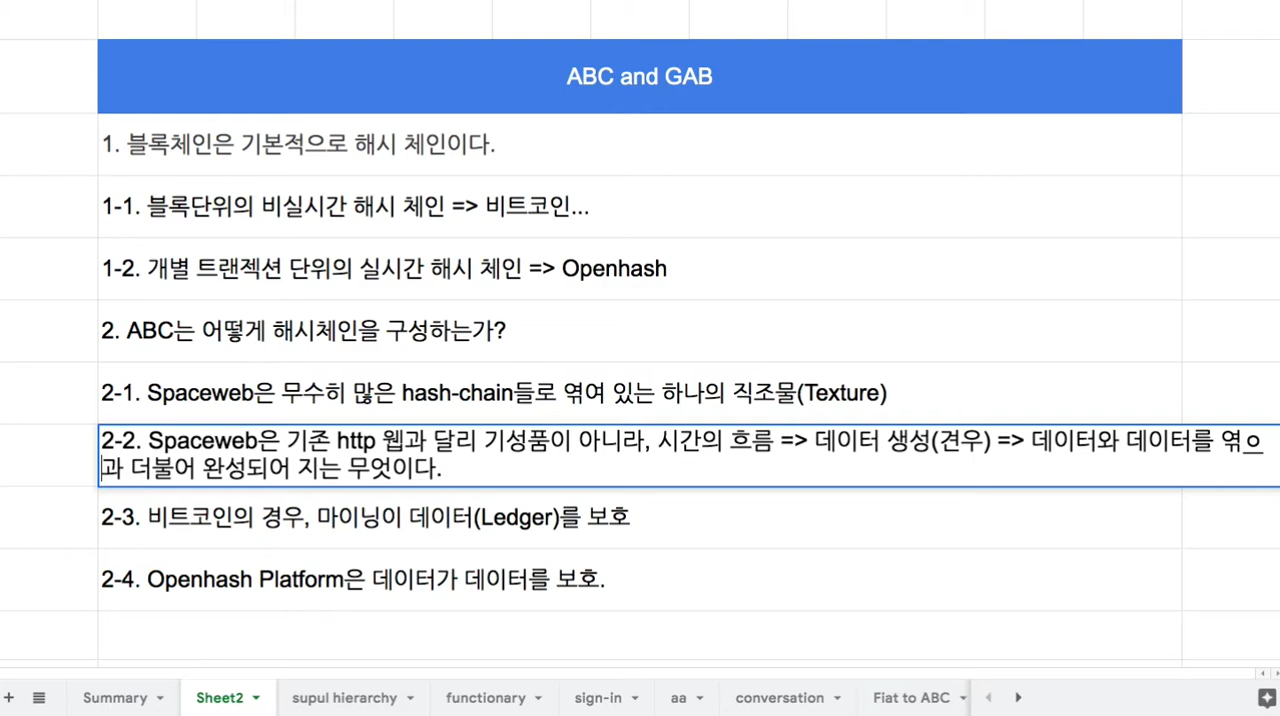 ABC and GAB
1. 블록체인은 기본적으로 해시 체인이다.
1-1. 블록단위의 비실시간 해시 체인 => 비트코인...
1-2. 개별 트랜젝션 단위의 실시간 해시 체인 => Openhash
2. ABC는 어떻게 해시체인을 구성하는가?
2-1. Spaceweb은 무수히 많은 hash-chain들로 엮여 있는 하나의 직조물(Texture)
2-2. Spaceweb은 기존 http 웹과 달리 기성품이 아니라, 시간의 흐름 => 데이터 생성(견우) => 데이터와 데이터를 엮으
과 더불어 완성되어 지는 무엇이다.
2-3. 비트코인의 경우, 마이닝이 데이터(Ledger)를 보호
2-4. Openhash Platform은 데이터가 데이터를 보호.
+ Summary Sheet2 supul hierarchy functionary sign-in aa conversation Fiat to ABC